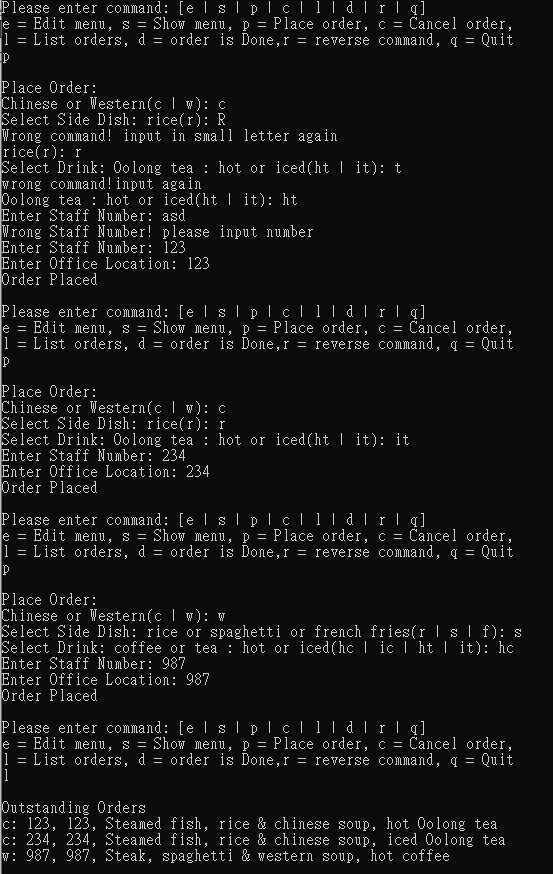 Please enter command: [e | s | p | c | l | d | r | q]
e = Edit menu, s = Show menu, p = Place order, c = Cancel order,
l = List orders, d = order is Done,r = reverse command, q = Quit
p
Place Order:
Chinese or Western(c | w): c
Select Side Dish: rice(r): R
Wrong command! input in small letter again
rice(r): r
Select Drink: Oolong tea : hot or iced(ht | it): t
wrong command!input again
Oolong tea : hot or iced(ht | it): ht
Enter Staff Number: asd
Wrong Staff Number! please input number
Enter Staff Number: 123
Enter Office Location: 123
Order Placed
Please enter command: [e | s | p | c | l | d | r | q]
e = Edit menu, s = Show menu, p = Place order, c = Cancel order,
l = List orders, d = order is Done,r = reverse command, q = Quit
p
Place Order:
Chinese or Western(c | w): c
Select Side Dish: rice(r): r
Select Drink: Oolong tea : hot or iced(ht | it): it
Enter Staff Number: 234
Enter Office Location: 234
Order Placed
Please enter command: [e | s | p | c | l | d | r | q]
e = Edit menu, s = Show menu, p = Place order, c = Cancel order,
l = List orders, d = order is Done,r = reverse command, q = Quit
p
Place Order:
Chinese or Western(c | w): w
Select Side Dish: rice or spaghetti or french fries(r | s | f): s
Select Drink: coffee or tea : hot or iced(hc | ic | ht | it): hc
Enter Staff Number: 987
Enter Office Location: 987
Order Placed
Please enter command: [e | s | p | c | l | d | r | q]
e = Edit menu, s = Show menu, p = Place order, c = Cancel order,
l = List orders, d = order is Done,r = reverse command, q = Quit
l
Outstanding Orders
c: 123, 123, Steamed fish, rice & chinese soup, hot Oolong tea
c: 234, 234, Steamed fish, rice & chinese soup, iced Oolong tea
w: 987, 987, Steak, spaghetti & western soup, hot coffee